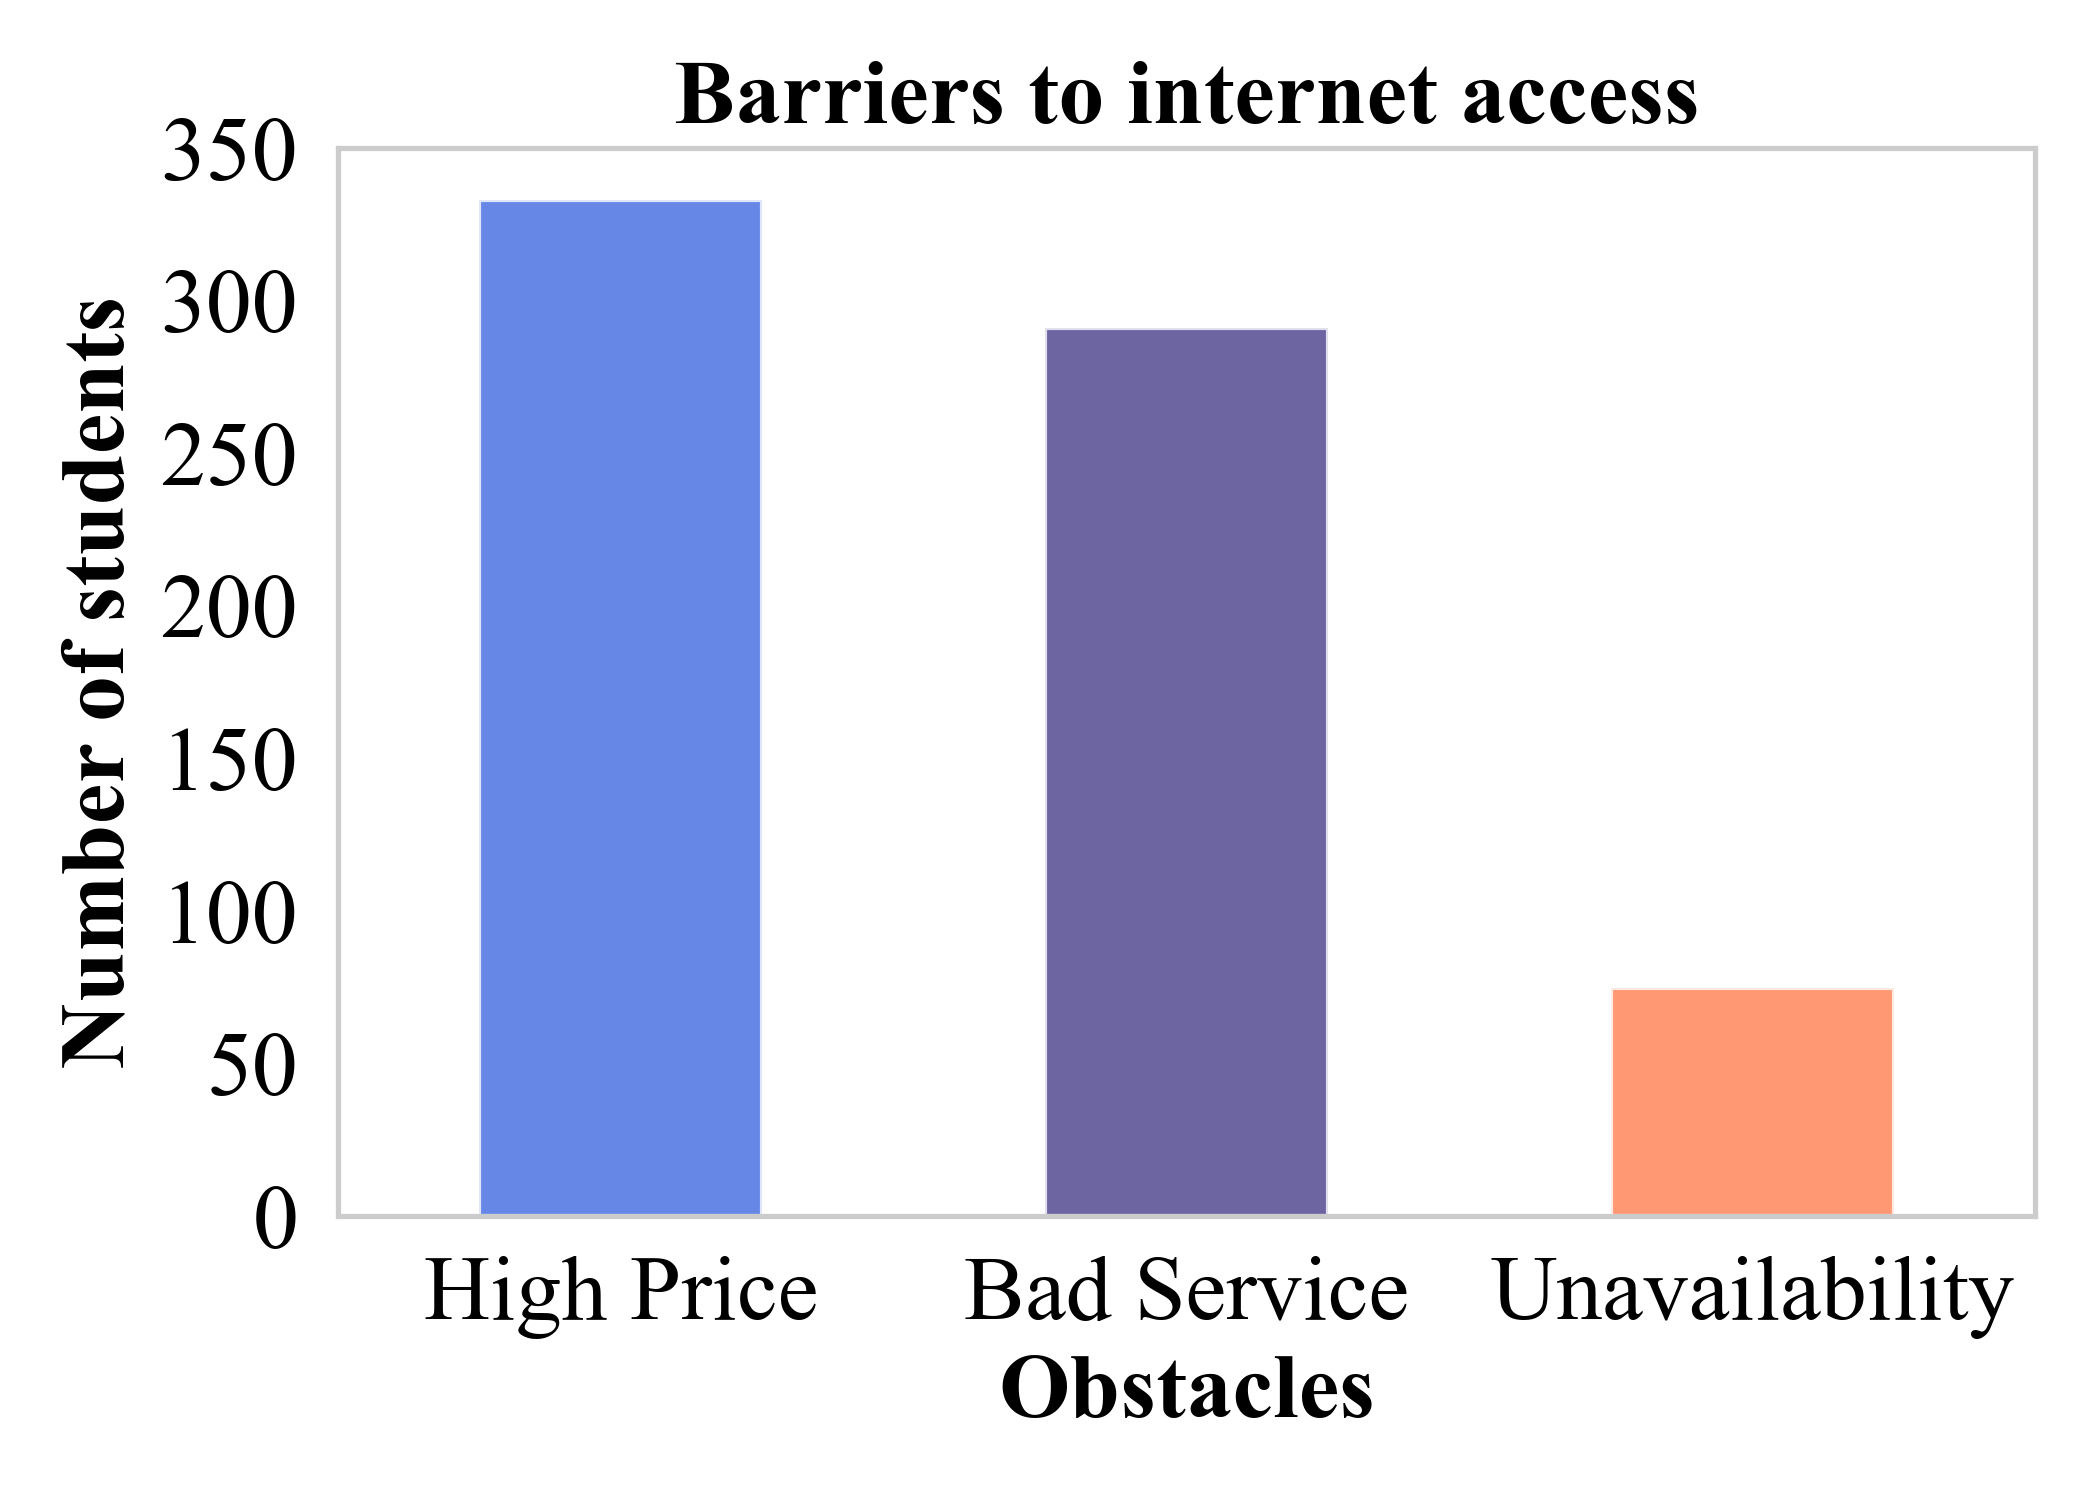 Barriers to internet access
350
300
250
200
150
100
50
0
Number of students
High Price Bad Service Unavailability
Obstacles